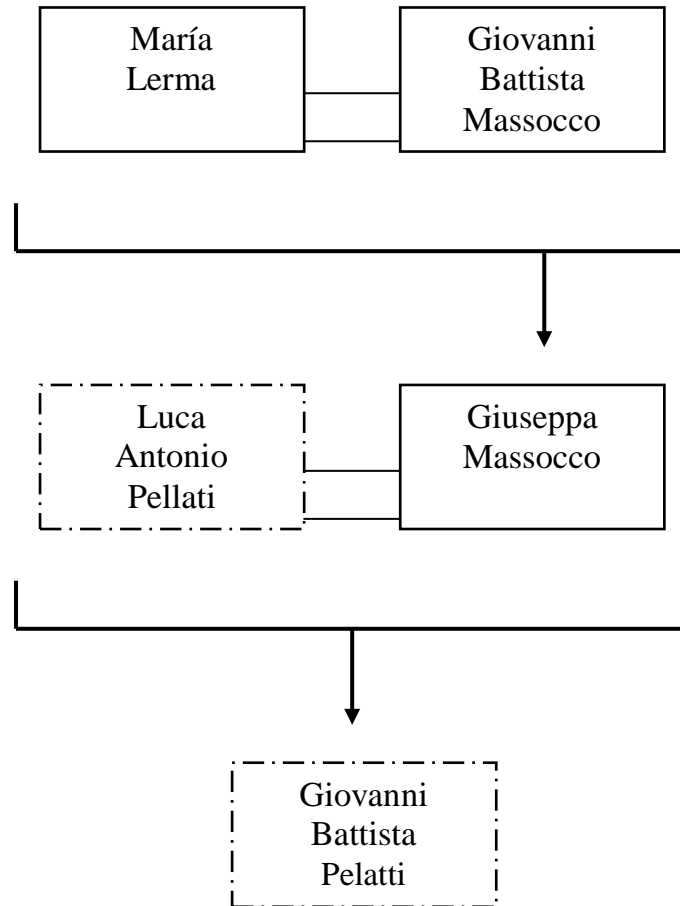 María
Lerma
Giovanni
Battista
Massocco
Luca
Antonio
Pellati
Giuseppa
Massocco
Giovanni
Battista
Pelatti